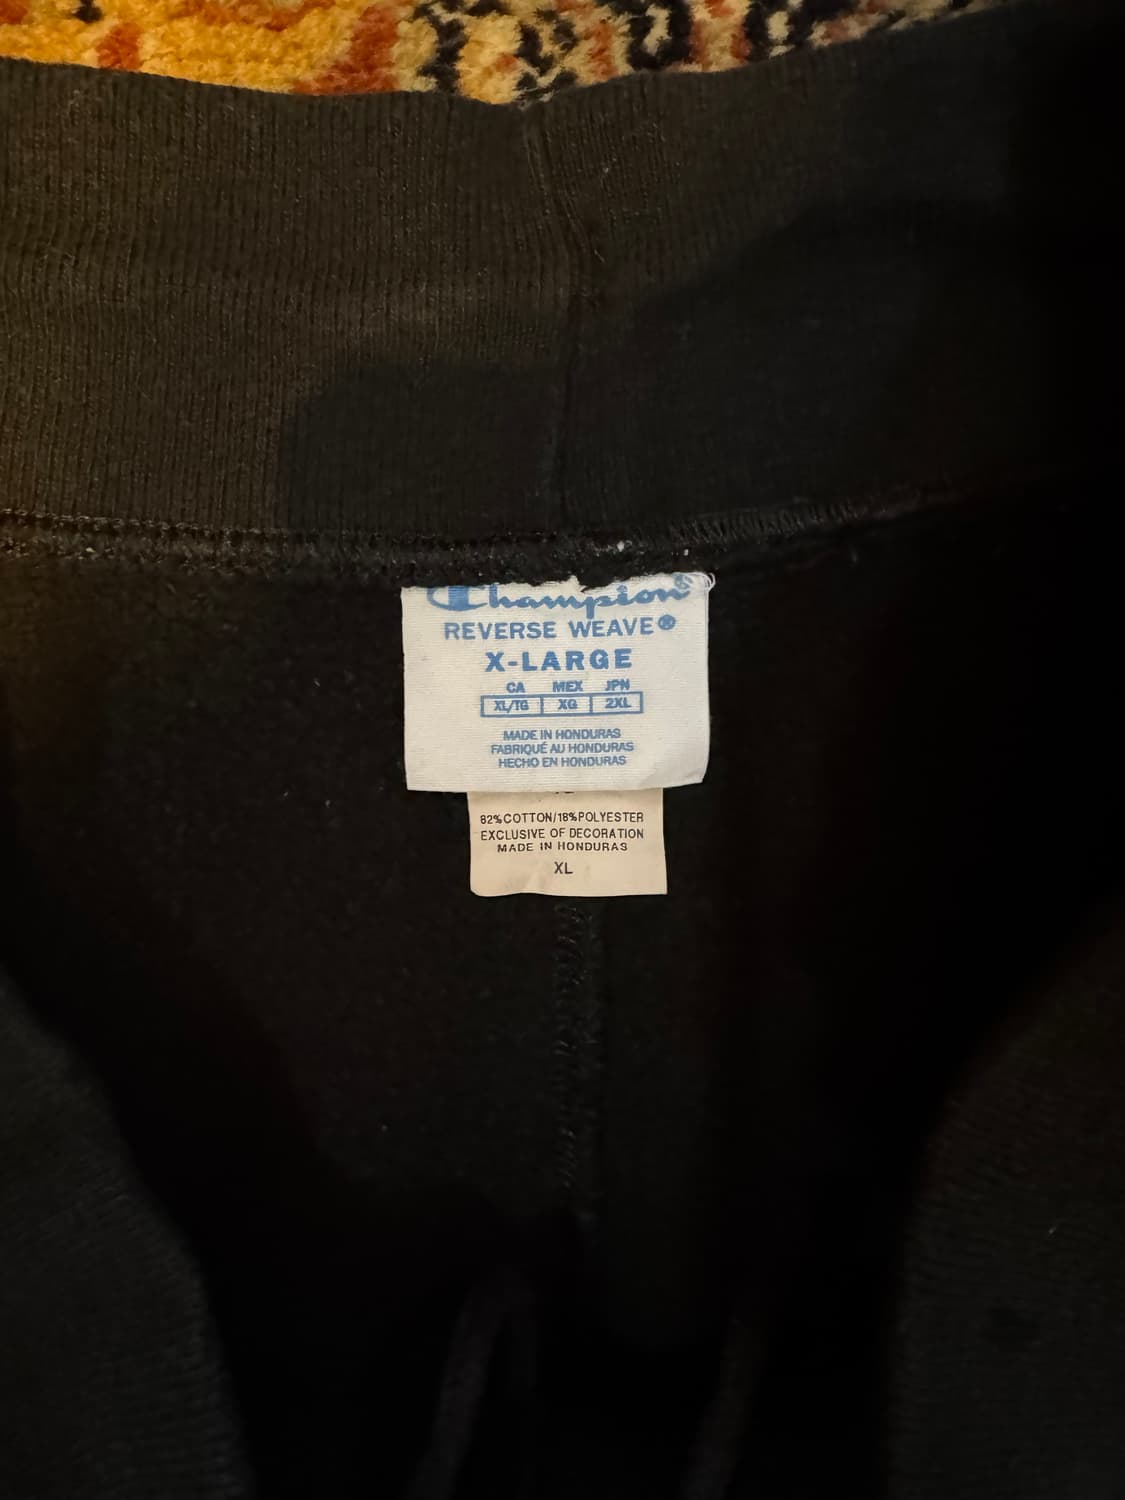 Champion®
REVERSE WEAVE®
X-LARGE
CA MEX JPN
XL/TG XG 2XL
MADE IN HONDURAS
FABRIQUÉ AU HONDURAS
HECHO EN HONDURAS
82%COTTON/18%POLYESTER
EXCLUSIVE OF DECORATION
MADE IN HONDURAS
XL